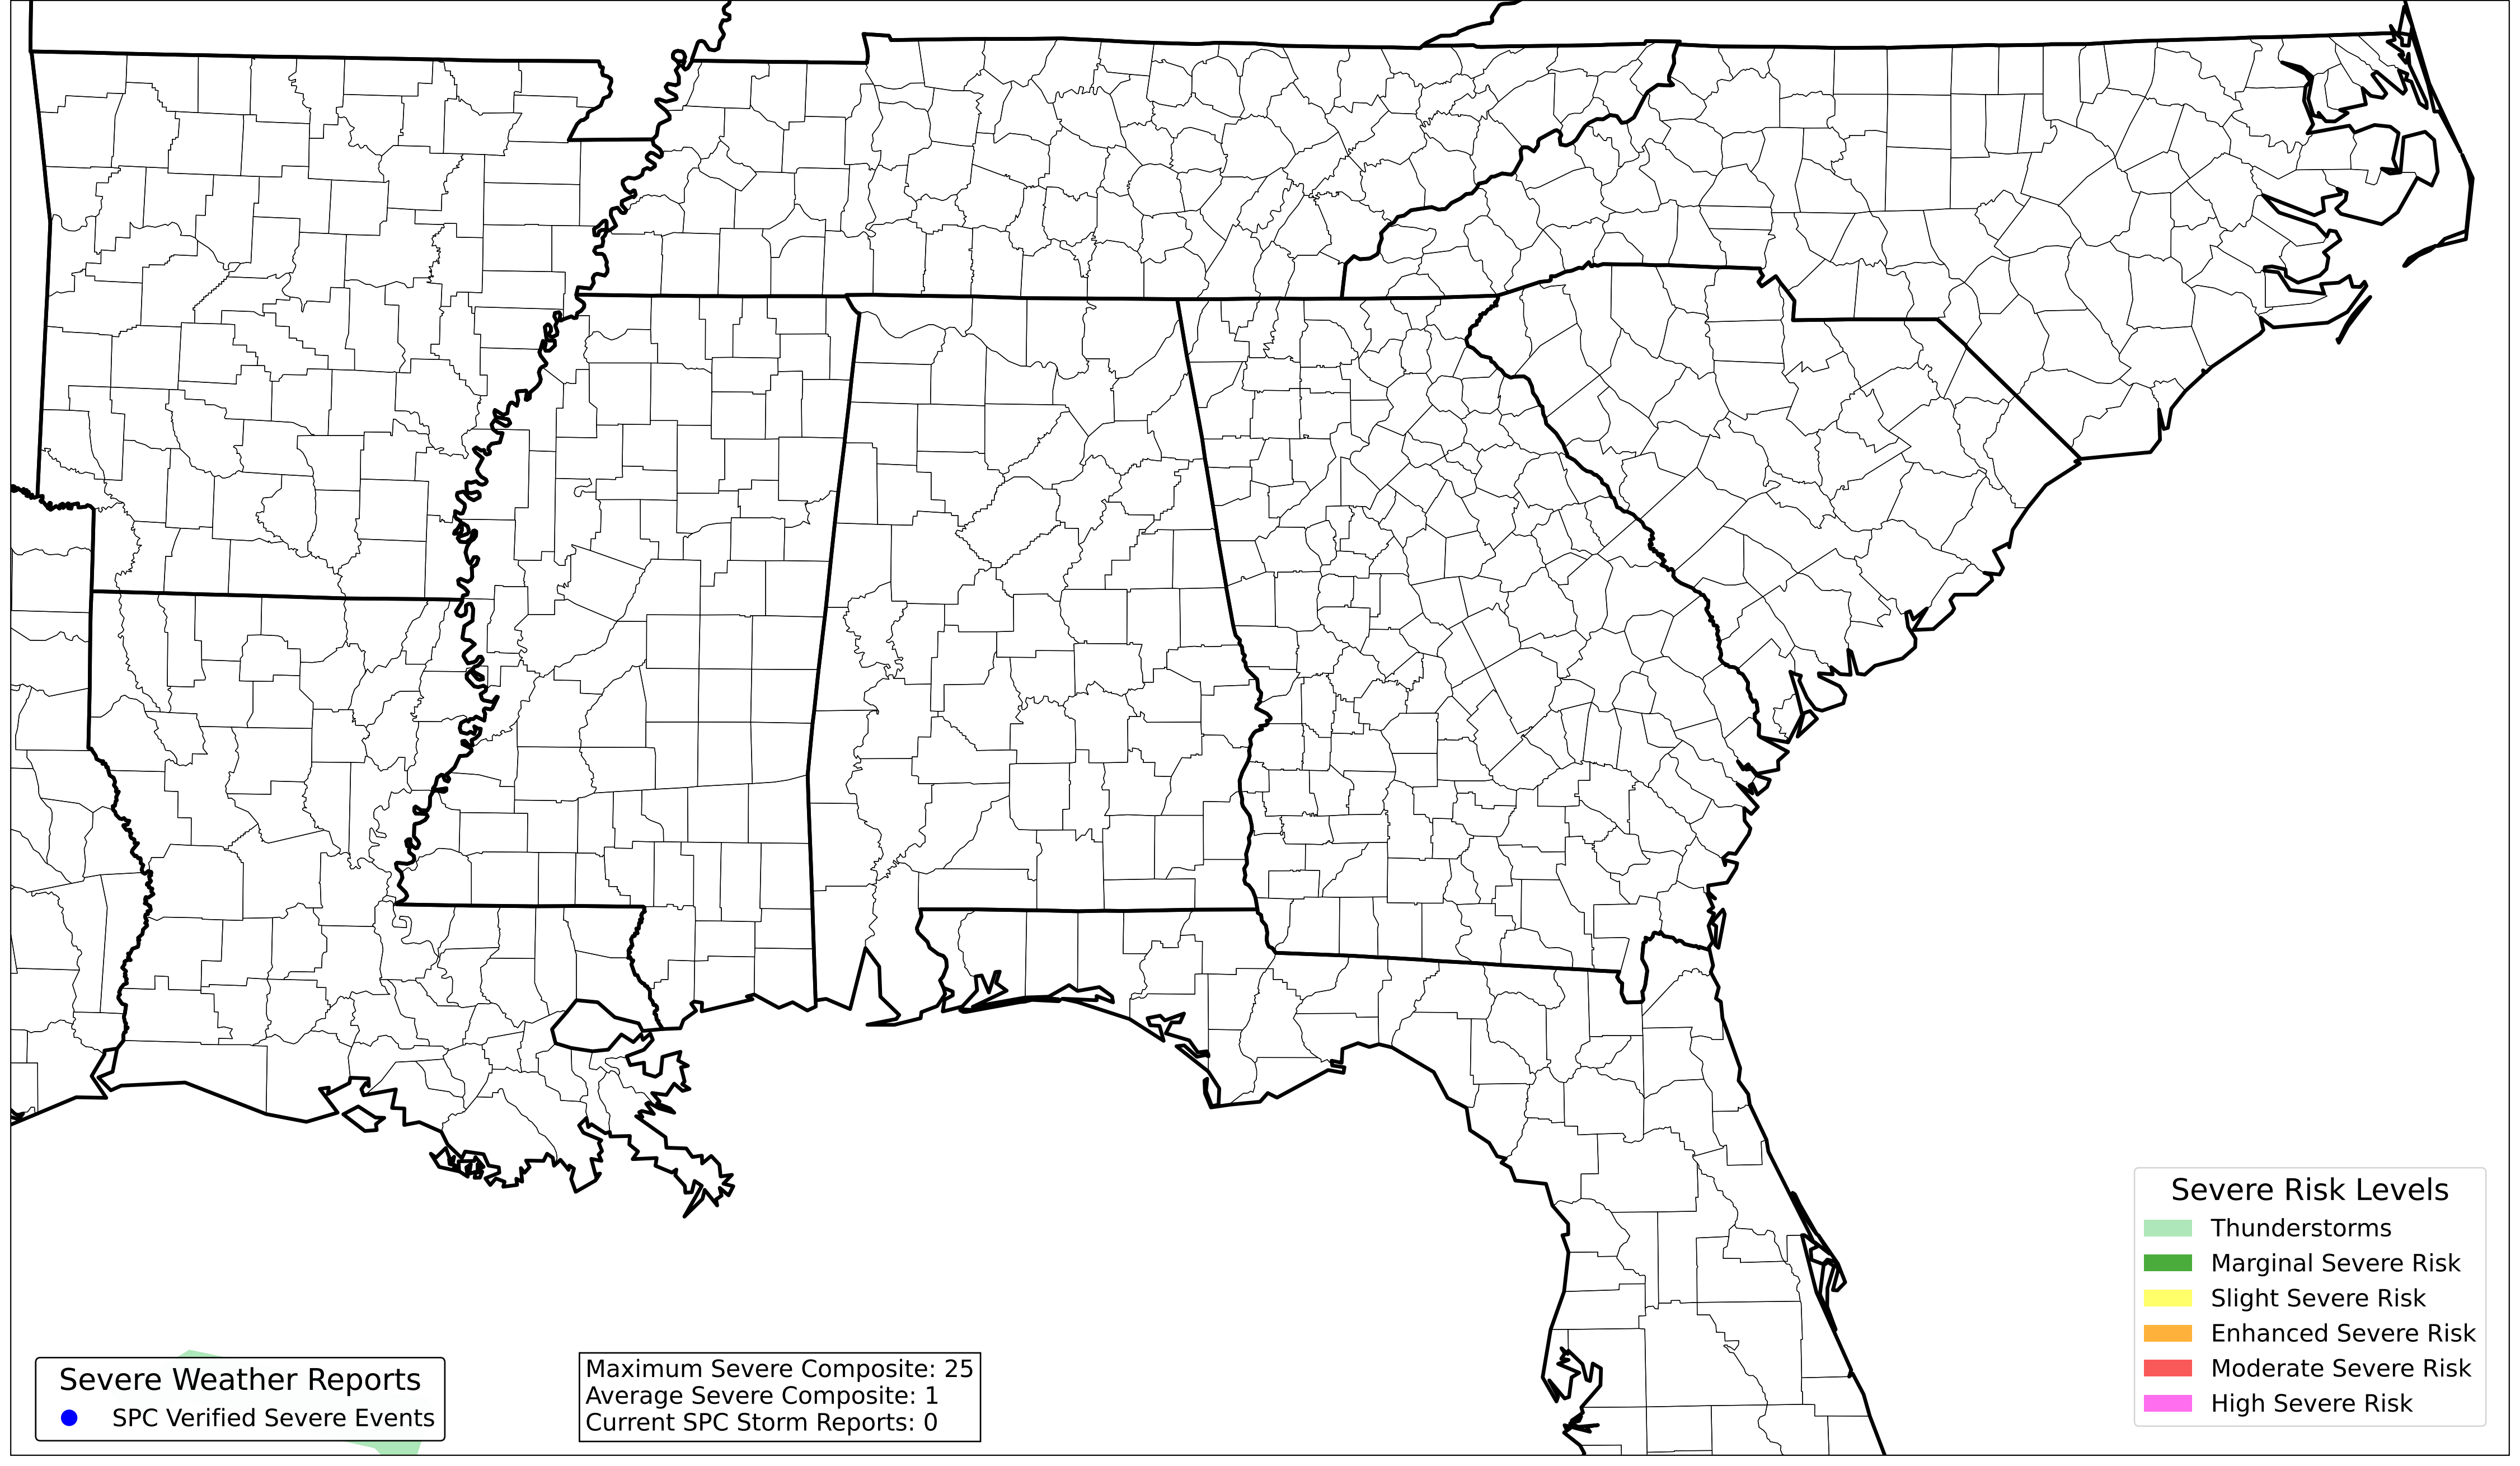 Severe Risk Levels
Thunderstorms
Marginal Severe Risk
Slight Severe Risk
Enhanced Severe Risk
Moderate Severe Risk
High Severe Risk
Severe Weather Reports
SPC Verified Severe Events
Maximum Severe Composite: 25
Average Severe Composite: 1
Current SPC Storm Reports: 0